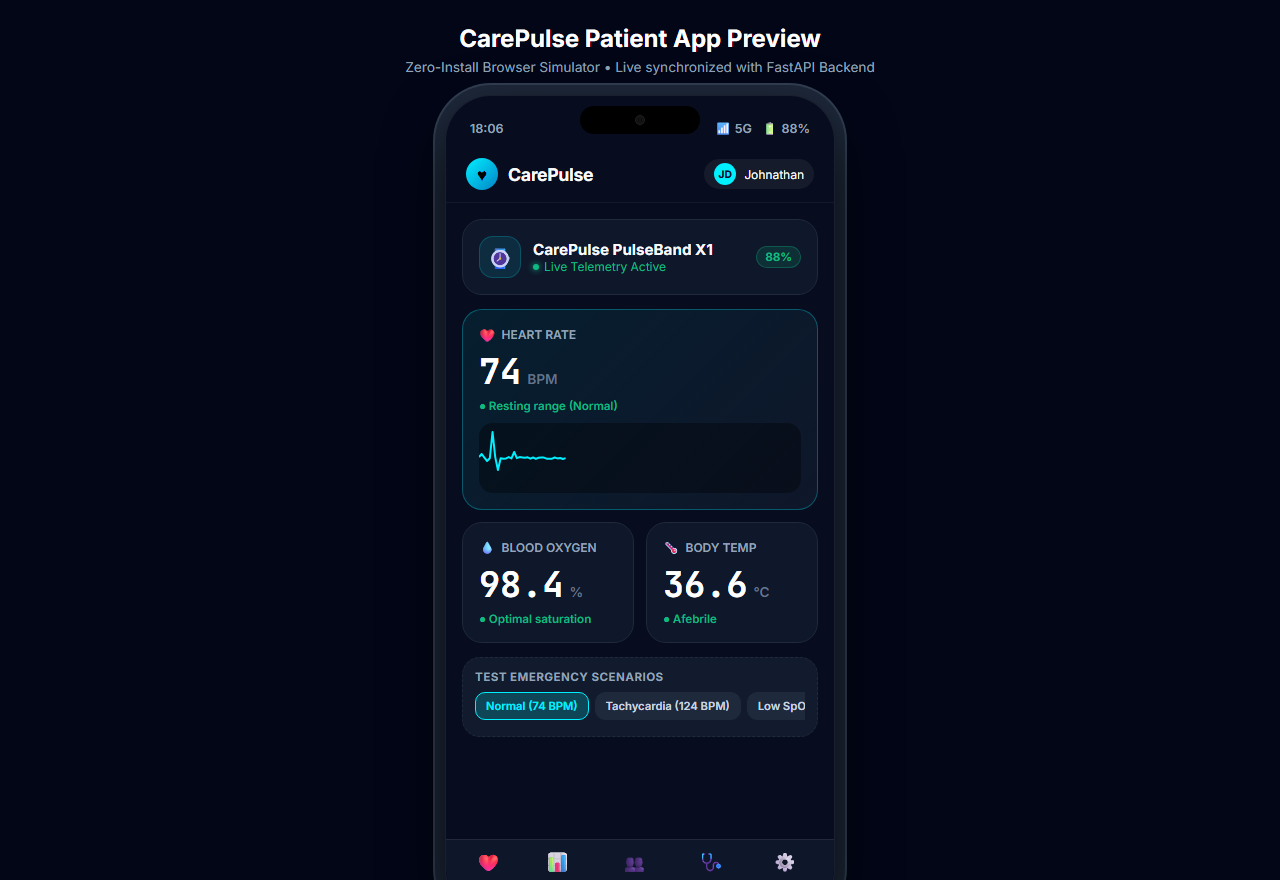 CarePulse Patient App Preview
Zero-Install Browser Simulator • Live synchronized with FastAPI Backend
18:06
📶 5G 🔋 88%
♥ CarePulse
JD Johnathan
CarePulse PulseBand X1
Live Telemetry Active
88%
❤️ HEART RATE
74 BPM
● Resting range (Normal)
💧 BLOOD OXYGEN
98.4 %
● Optimal saturation
🌡️ BODY TEMP
36.6 °C
● Afebrile
TEST EMERGENCY SCENARIOS
Normal (74 BPM)
Tachycardia (124 BPM)
Low SpO